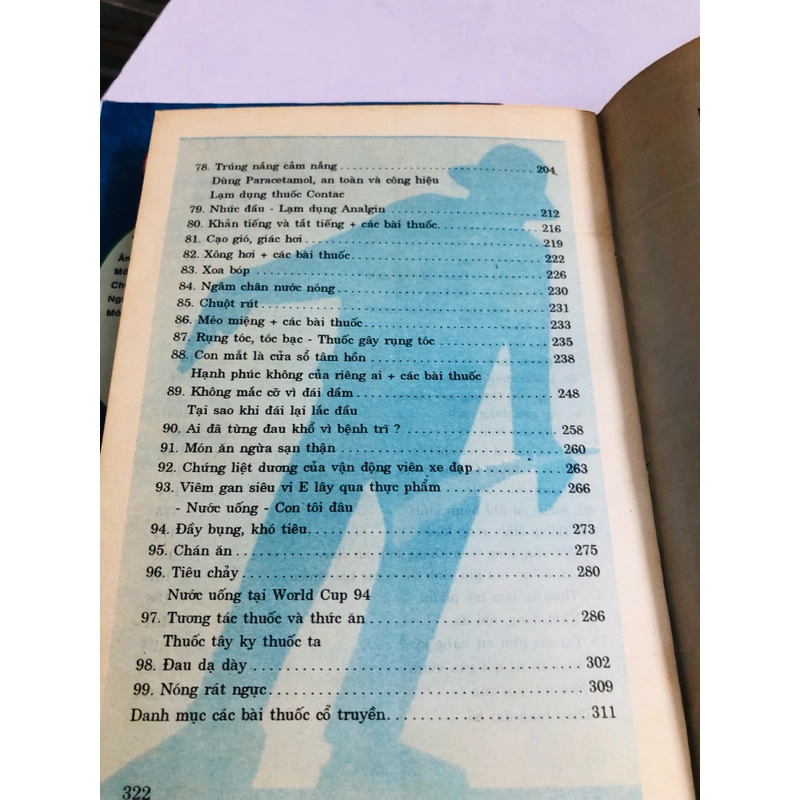 78. Trúng nắng cảm nắng ........................ 204
Dùng Paracetamol, an toàn và công hiệu
Lạm dụng thuốc Contac
79. Nhức đầu - Lạm dụng Analgin ........................ 212
80. Khản tiếng và tắt tiếng + các bài thuốc ............... 216
81. Cạo gió, giác hơi ........................ 219
82. Xông hơi + các bài thuốc ........................ 222
83. Xoa bóp ........................ 226
84. Ngâm chân nước nóng ........................ 230
85. Chuột rút ........................ 231
86. Méo miệng + các bài thuốc ........................ 233
87. Rụng tóc, tóc bạc - Thuốc gây rụng tóc ............... 235
88. Con mắt là cửa sổ tâm hồn ........................ 238
Hạnh phúc không của riêng ai + các bài thuốc
89. Không mắc cỡ vì đái dầm ........................ 248
Tại sao khi đái lại lắc đầu
90. Ai đã từng đau khổ vì bệnh trĩ ? ........................ 258
91. Món ăn ngừa sạn thận ........................ 260
92. Chứng liệt dương của vận động viên xe đạp ............ 263
93. Viêm gan siêu vi E lây qua thực phẩm ............... 266
- Nước uống - Con tôi đâu
94. Đầy bụng, khó tiêu ........................ 273
95. Chán ăn ........................ 275
96. Tiêu chảy ........................ 280
Nước uống tại World Cup 94
97. Tương tác thuốc và thức ăn ........................ 286
Thuốc tây kỵ thuốc ta
98. Đau dạ dày ........................ 302
99. Nóng rát ngực ........................ 309
Danh mục các bài thuốc cổ truyền ........................ 311
322